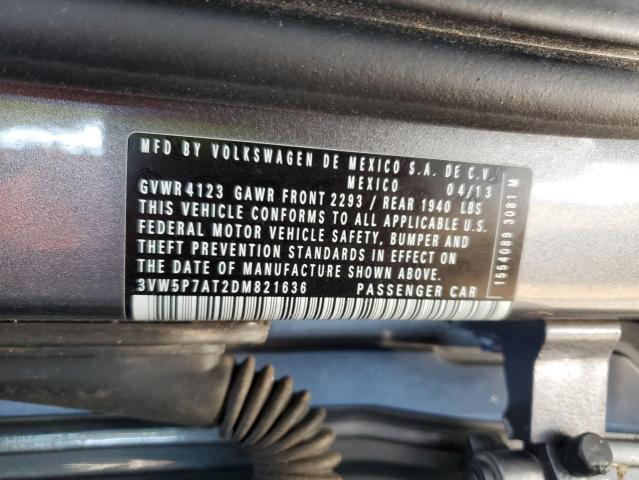 MFD BY VOLKSWAGEN DE MEXICO S.A. DE C.V.
MEXICO 04/13
GVWR 4123 GAWR FRONT 2293 / REAR 1940 LBS
THIS VEHICLE CONFORMS TO ALL APPLICABLE U.S.
FEDERAL MOTOR VEHICLE SAFETY, BUMPER AND
THEFT PREVENTION STANDARDS IN EFFECT ON
THE DATE OF MANUFACTURE SHOWN ABOVE.
3VW5P7AT2DM821636 PASSENGER CAR
1554089 3081 M